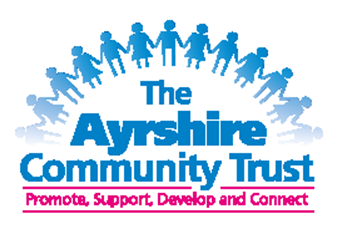 The
Ayrshire
Community Trust
Promote, Support, Develop and Connect